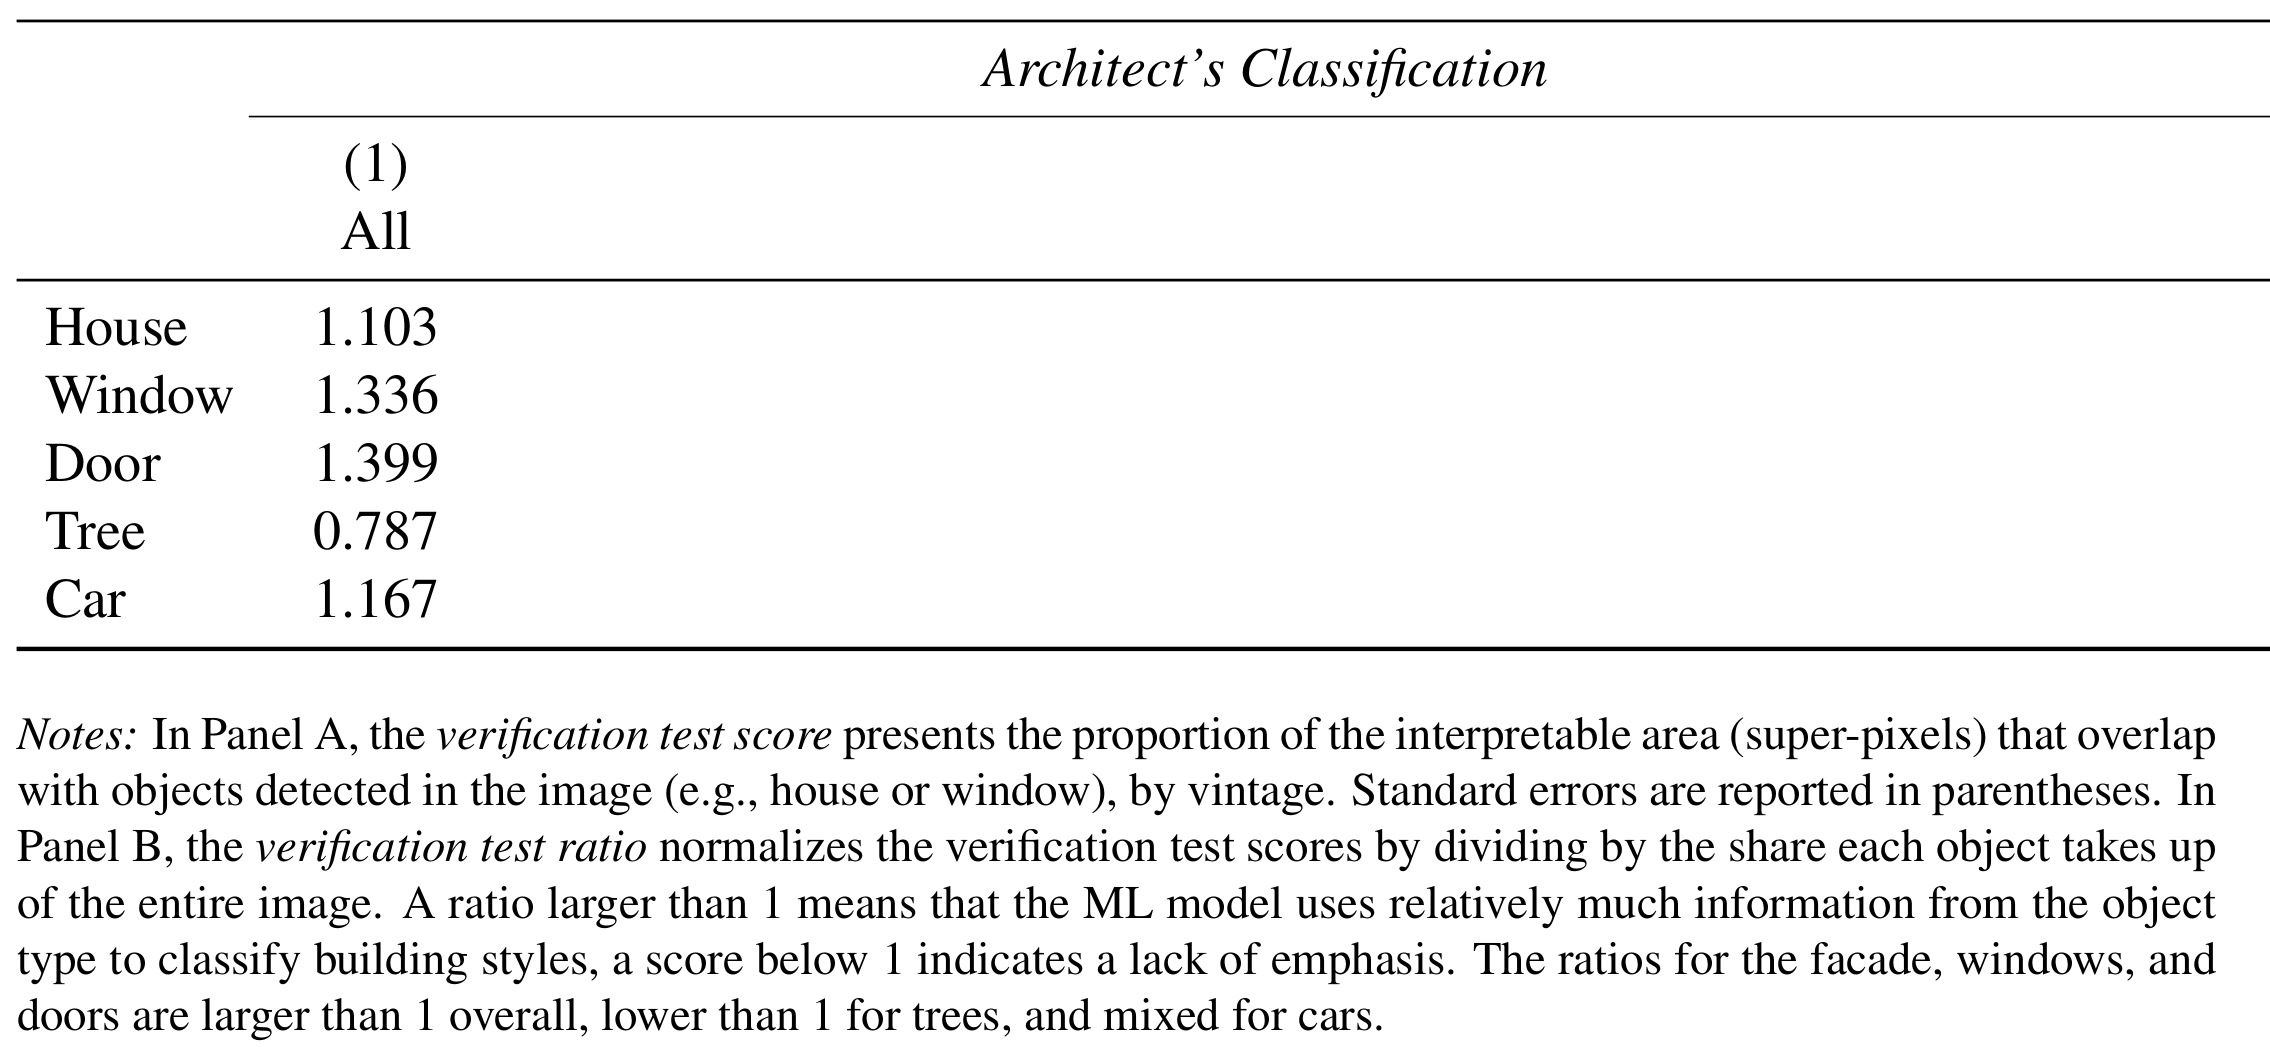 Architect's Classification
(1)
All
House 1.103
Window 1.336
Door 1.399
Tree 0.787
Car 1.167
Notes: In Panel A, the verification test score presents the proportion of the interpretable area (super-pixels) that overlap
with objects detected in the image (e.g., house or window), by vintage. Standard errors are reported in parentheses. In
Panel B, the verification test ratio normalizes the verification test scores by dividing by the share each object takes up
of the entire image. A ratio larger than 1 means that the ML model uses relatively much information from the object
type to classify building styles, a score below 1 indicates a lack of emphasis. The ratios for the facade, windows, and
doors are larger than 1 overall, lower than 1 for trees, and mixed for cars.